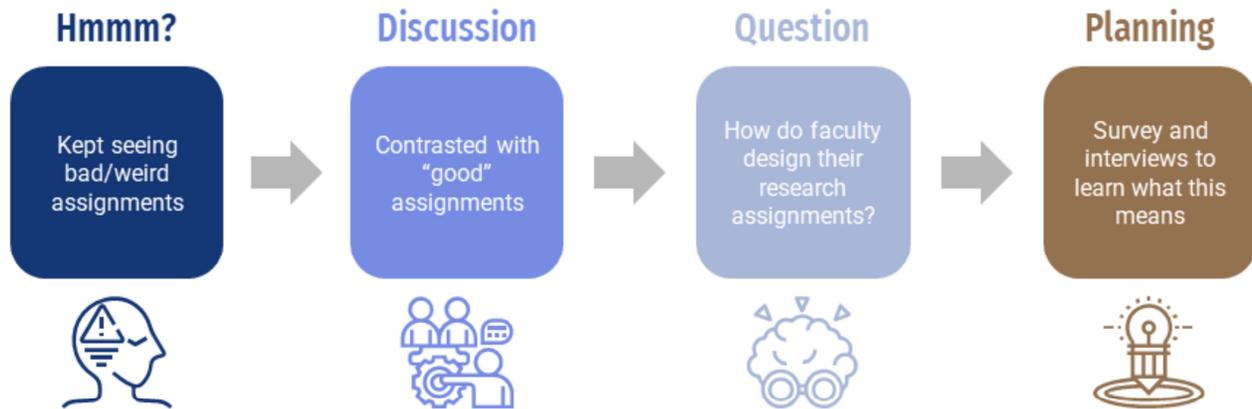 Hmmm?
Kept seeing
bad/weird
assignments
Discussion
Contrasted with
“good”
assignments
Question
How do faculty
design their
research
assignments?
Planning
Survey and
interviews to
learn what this
means